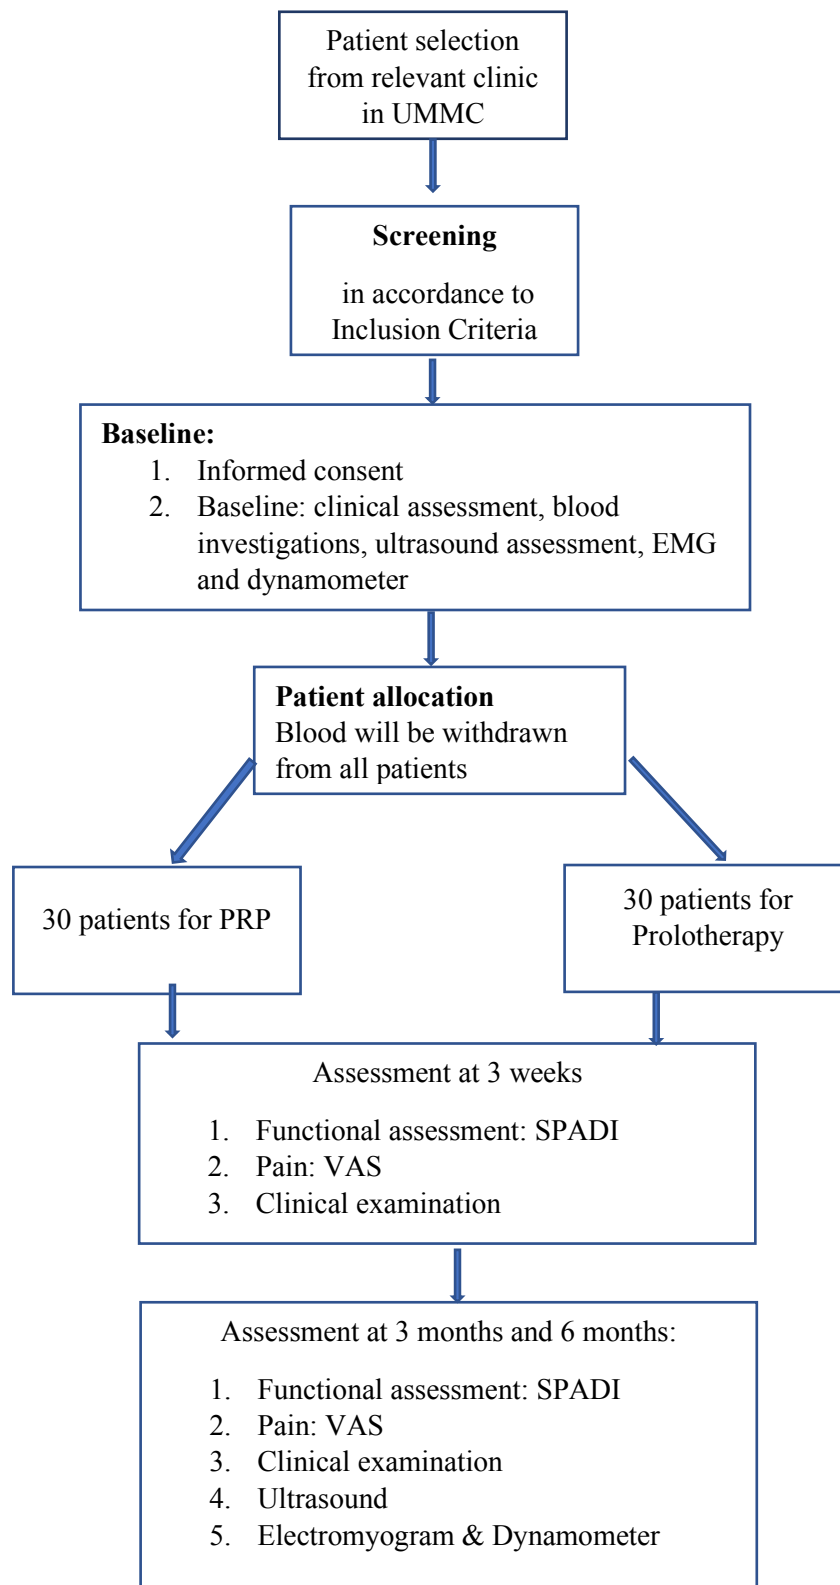 Patient selection
from relevant clinic
in UMMC
Screening
in accordance to
Inclusion Criteria
Baseline:
1. Informed consent
2. Baseline: clinical assessment, blood
investigations, ultrasound assessment, EMG
and dynamometer
Patient allocation
Blood will be withdrawn
from all patients
30 patients for PRP
30 patients for
Prolotherapy
Assessment at 3 weeks
1. Functional assessment: SPADI
2. Pain: VAS
3. Clinical examination
Assessment at 3 months and 6 months:
1. Functional assessment: SPADI
2. Pain: VAS
3. Clinical examination
4. Ultrasound
5. Electromyogram & Dynamometer